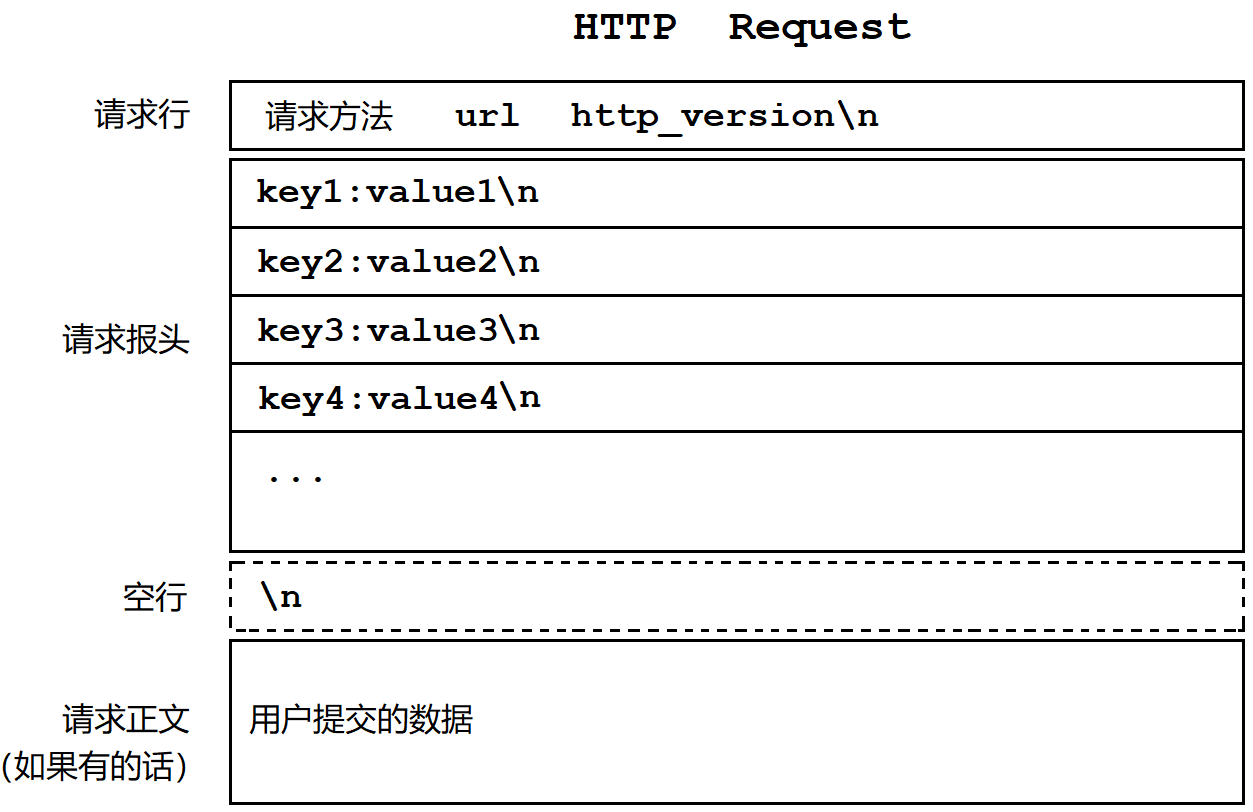 HTTP Request
请求行
请求方法 url http_version\n
key1:value1\n
key2:value2\n
请求报头
key3:value3\n
key4:value4\n
...
空行
\n
请求正文
(如果有的话)
用户提交的数据